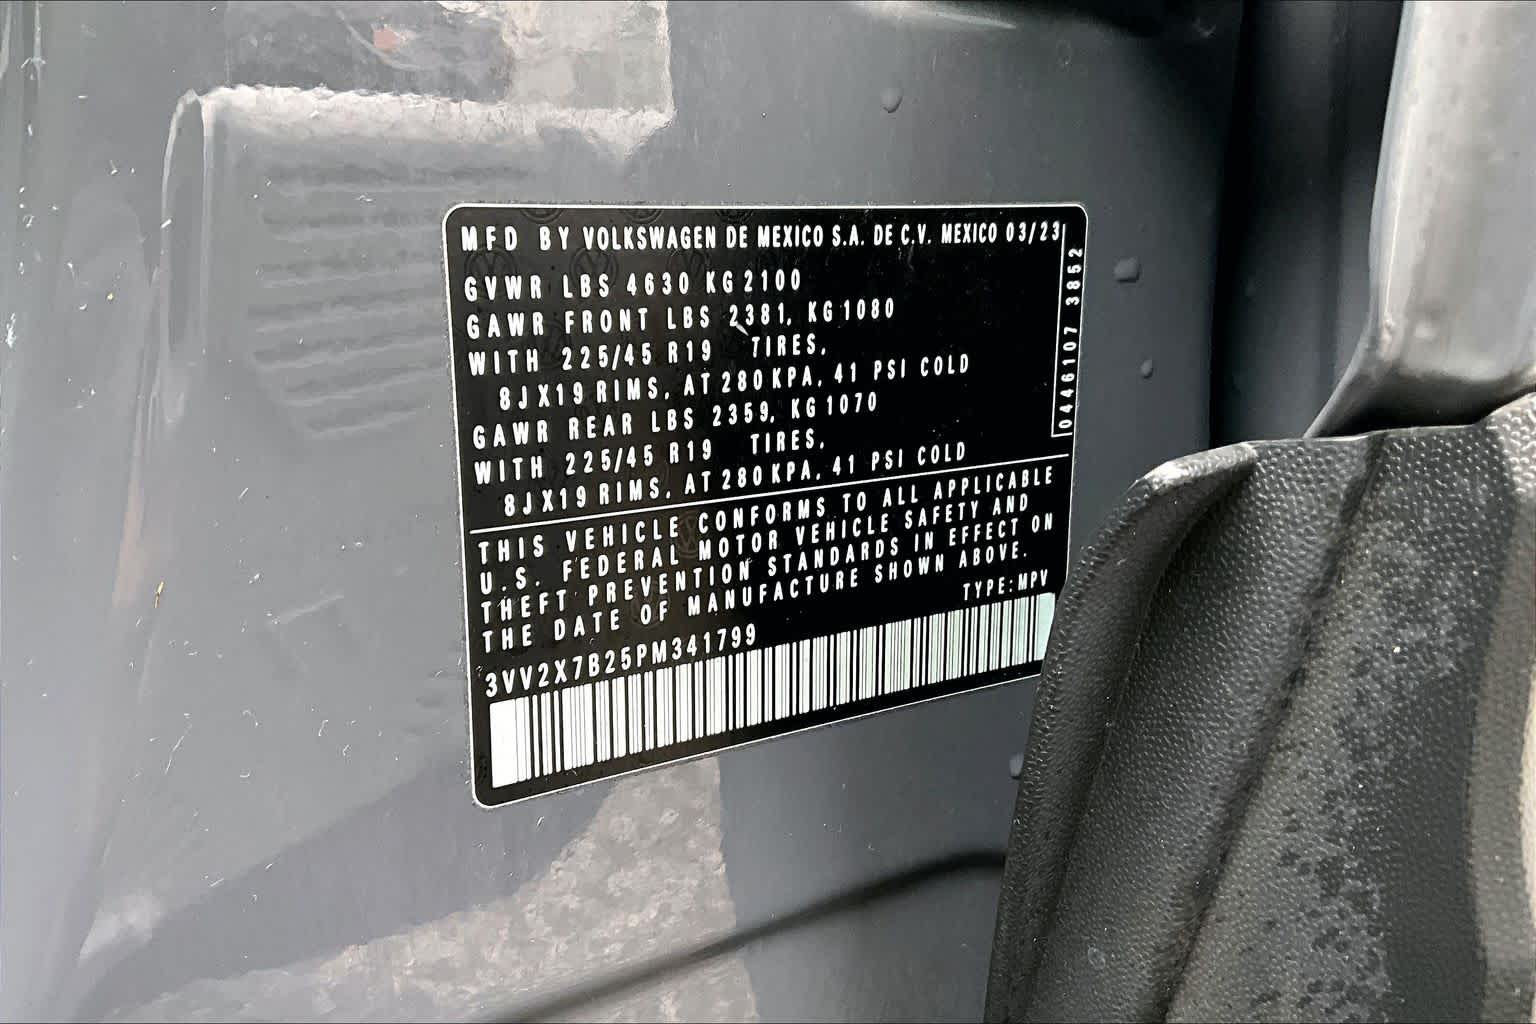 MFD BY VOLKSWAGEN DE MEXICO S.A. DE C.V. MEXICO 03/23
GVWR LBS 4630 KG 2100
GAWR FRONT LBS 2381, KG 1080
WITH 225/45 R19 TIRES,
8JX19 RIMS, AT 280 KPA, 41 PSI COLD
GAWR REAR LBS 2359, KG 1070
WITH 225/45 R19 TIRES,
8JX19 RIMS, AT 280 KPA, 41 PSI COLD
0446107 3852
THIS VEHICLE CONFORMS TO ALL APPLICABLE
U.S. FEDERAL MOTOR VEHICLE SAFETY AND
THEFT PREVENTION STANDARDS IN EFFECT ON
THE DATE OF MANUFACTURE SHOWN ABOVE.
TYPE: MPV
3VV2X7B25PM341799